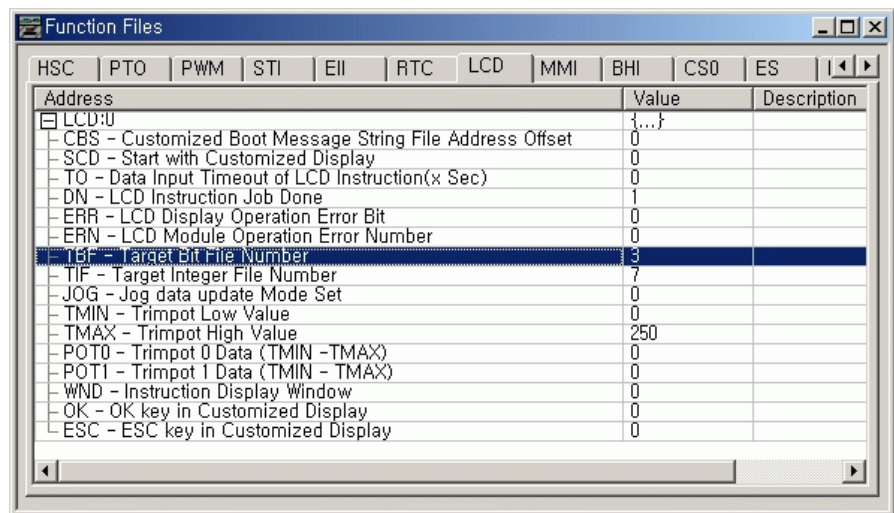 Function Files
HSC PTO PWM STI EII RTC LCD MMI BHI CS0 ES
Address Value Description
LCD:0 {...}
CBS - Customized Boot Message String File Address Offset 0
SCD - Start with Customized Display 0
TO - Data Input Timeout of LCD Instruction(x Sec) 0
DN - LCD Instruction Job Done 1
ERR - LCD Display Operation Error Bit 0
ERN - LCD Module Operation Error Number 0
TBF - Target Bit File Number 3
TIF - Target Integer File Number 7
JOG - Jog data update Mode Set 0
TMIN - Trimpot Low Value 0
TMAX - Trimpot High Value 250
POT0 - Trimpot 0 Data (TMIN -TMAX) 0
POT1 - Trimpot 1 Data (TMIN - TMAX) 0
WND - Instruction Display Window 0
OK - OK key in Customized Display 0
ESC - ESC key in Customized Display 0